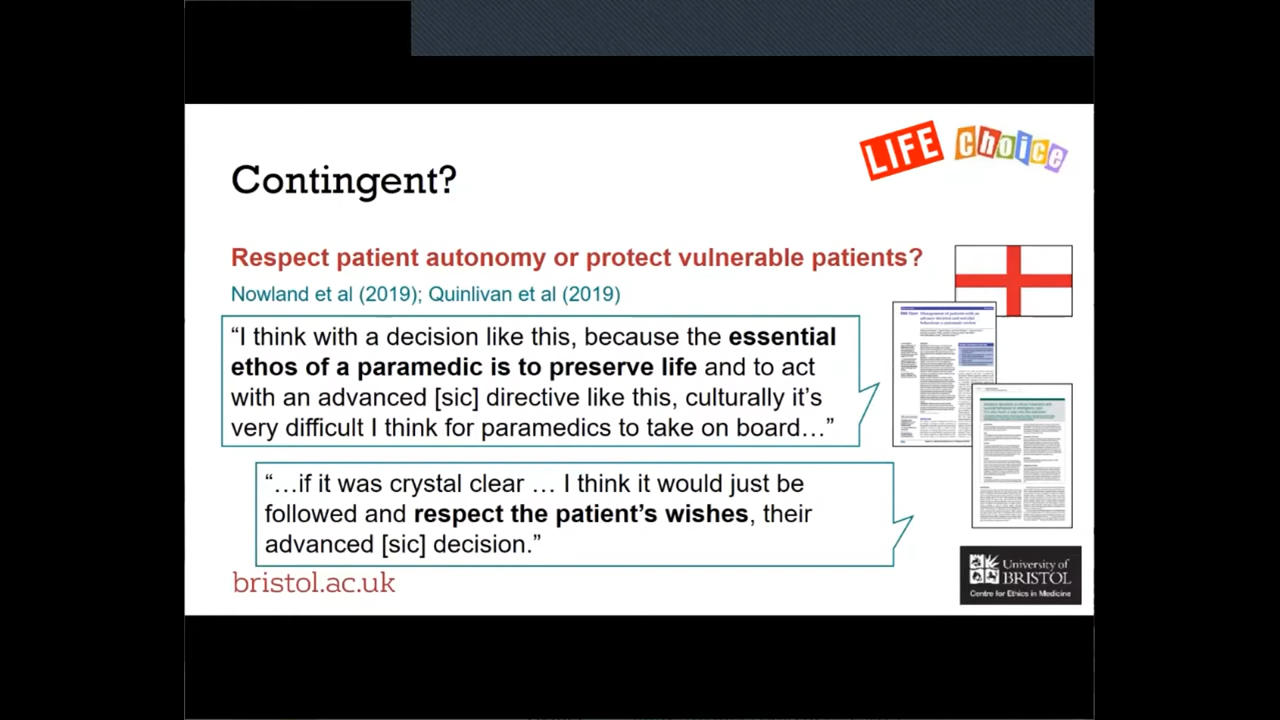 LIFE choice
Contingent?
Respect patient autonomy or protect vulnerable patients?
Nowland et al (2019); Quinlivan et al (2019)
“I think with a decision like this, because the essential
ethics of a paramedic is to preserve life and to act
with an advanced [sic] directive like this, culturally it’s
very difficult I think for paramedics to take on board…”
“…if it was crystal clear … I think it would just be
followed and respect the patient’s wishes, their
advanced [sic] decision.”
bristol.ac.uk
University of
BRISTOL
Centre for Ethics in Medicine